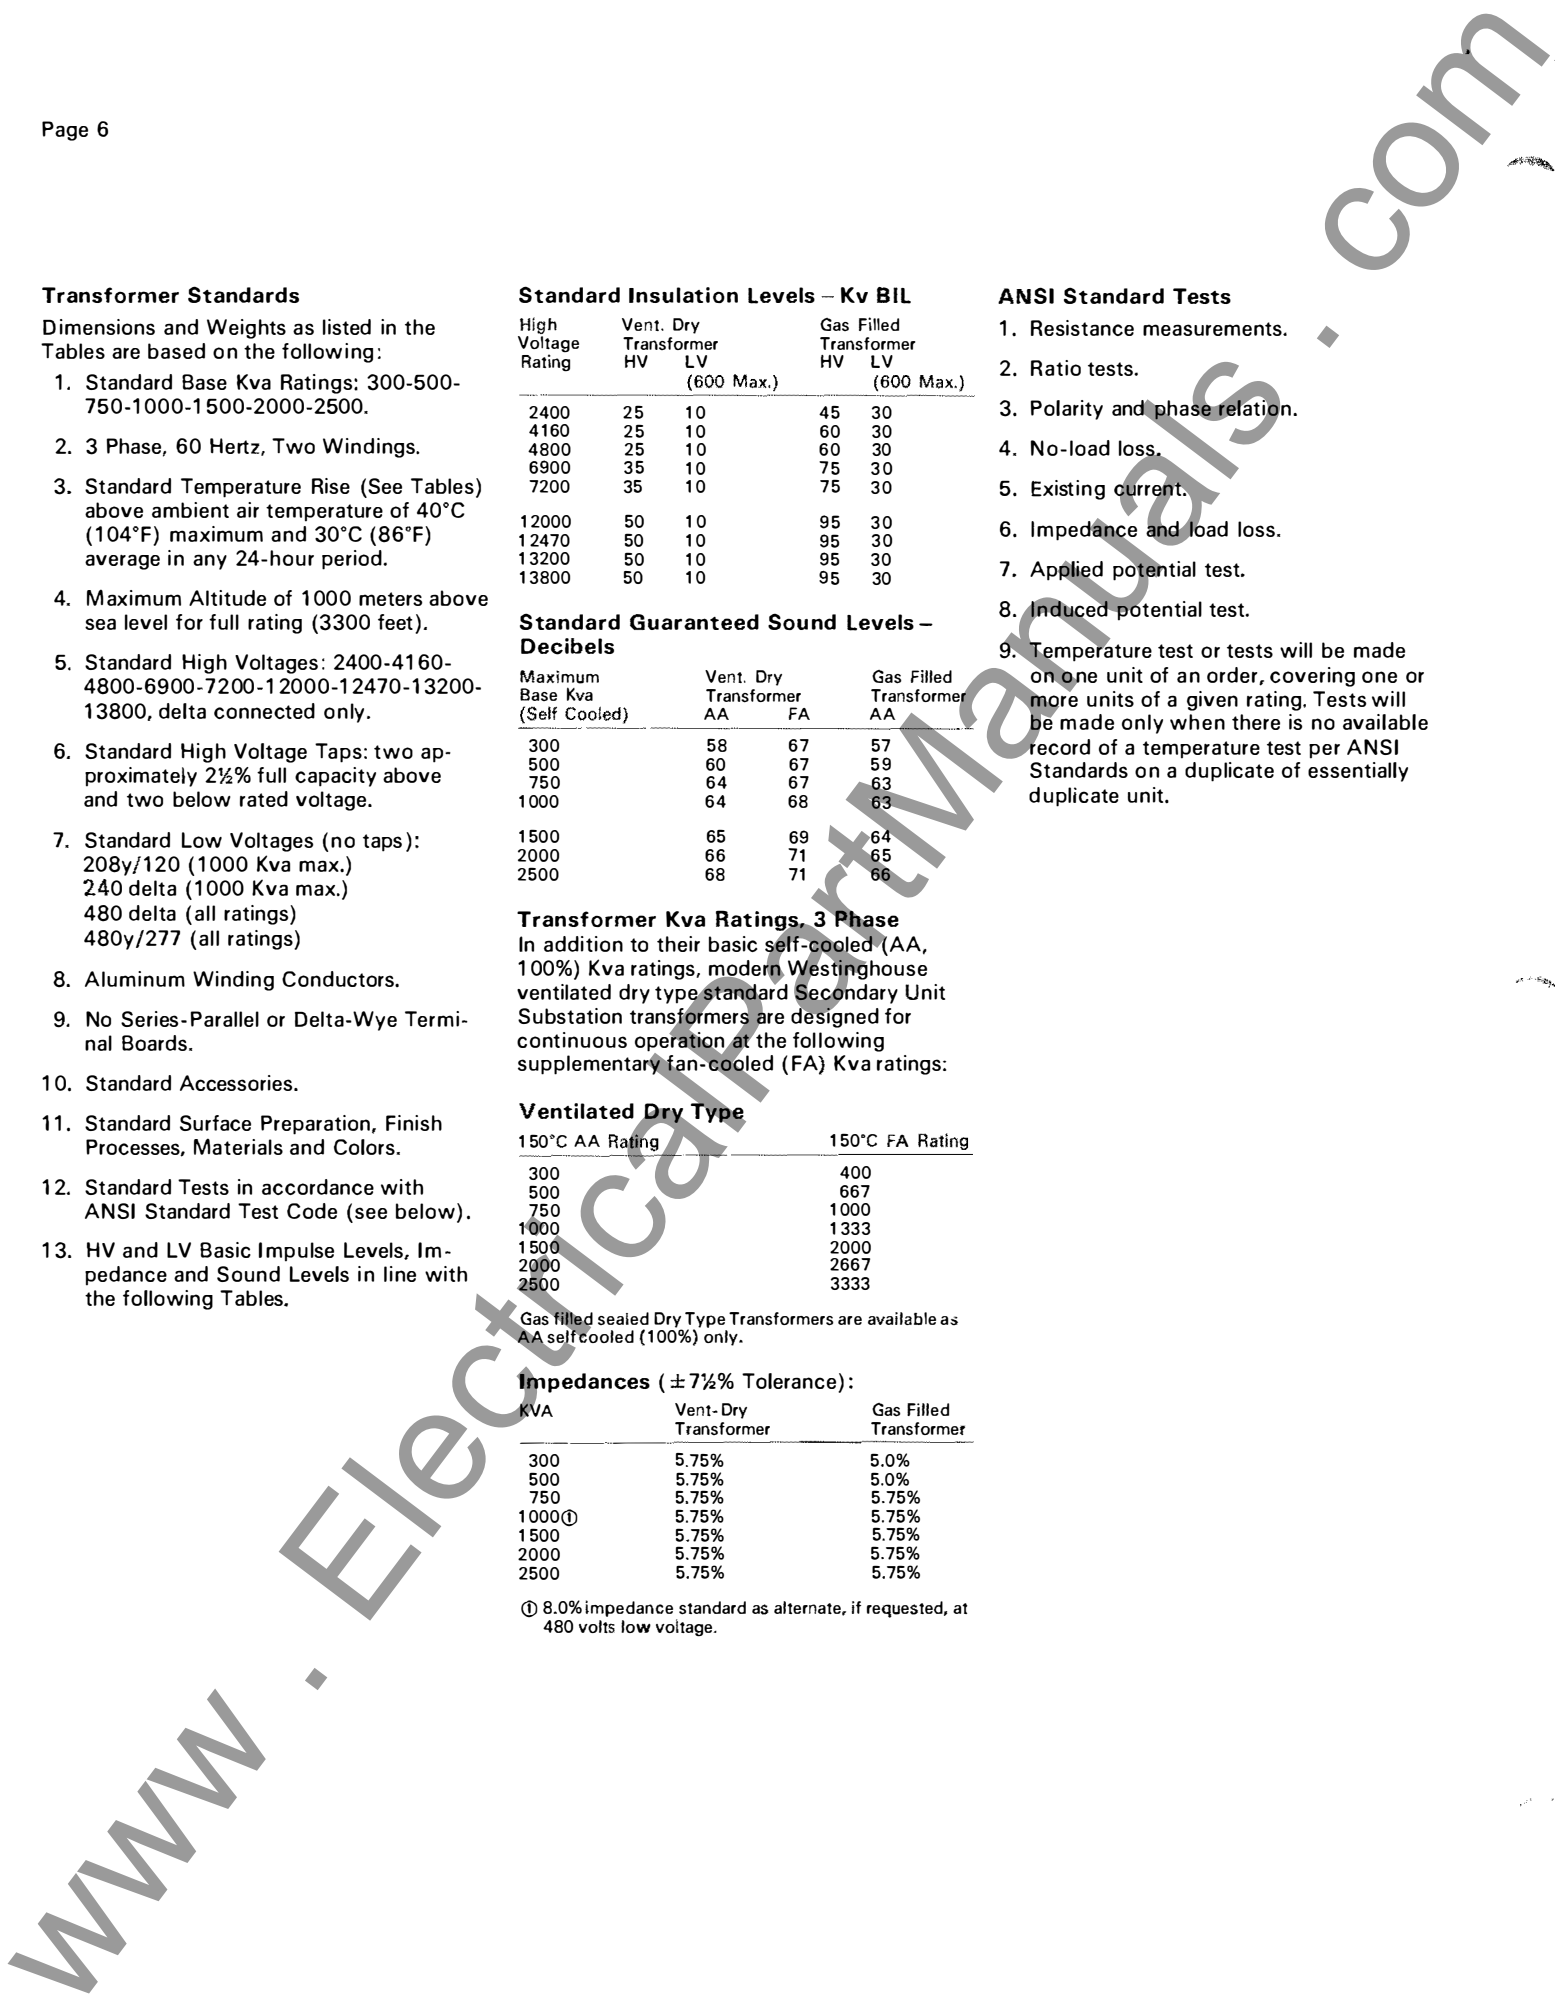 Page 6
Transformer Standards
Dimensions and Weights as listed in the
Tables are based on the following:
1. Standard Base Kva Ratings: 300-500-
750-1000-1500-2000-2500.
2. 3 Phase, 60 Hertz, Two Windings.
3. Standard Temperature Rise (See Tables)
above ambient air temperature of 40°C
(104°F) maximum and 30°C (86°F)
average in any 24-hour period.
4. Maximum Altitude of 1000 meters above
sea level for full rating (3300 feet).
5. Standard High Voltages: 2400-4160-
4800-6900-7200-12000-12470-13200-
13800, delta connected only.
6. Standard High Voltage Taps: two ap-
proximately 2½% full capacity above
and two below rated voltage.
7. Standard Low Voltages (no taps):
208y/120 (1000 Kva max.)
240 delta (1000 Kva max.)
480 delta (all ratings)
480y/277 (all ratings)
8. Aluminum Winding Conductors.
9. No Series-Parallel or Delta-Wye Termi-
nal Boards.
10. Standard Accessories.
11. Standard Surface Preparation, Finish
Processes, Materials and Colors.
12. Standard Tests in accordance with
ANSI Standard Test Code (see below).
13. HV and LV Basic Impulse Levels, Im-
pedance and Sound Levels in line with
the following Tables.
Standard Insulation Levels – Kv BIL
High Vent. Dry Gas Filled
Voltage Transformer Transformer
Rating HV LV HV LV
(600 Max.) (600 Max.)
2400 25 10 45 30
4160 25 10 60 30
4800 25 10 60 30
6900 35 10 75 30
7200 35 10 75 30
12000 50 10 95 30
12470 50 10 95 30
13200 50 10 95 30
13800 50 10 95 30
Standard Guaranteed Sound Levels –
Decibels
Maximum Vent. Dry Gas Filled
Base Kva Transformer Transformer
(Self Cooled) AA FA AA
300 58 67 57
500 60 67 59
750 64 67 63
1000 64 68 63
1500 65 69 64
2000 66 71 65
2500 68 71 66
Transformer Kva Ratings, 3 Phase
In addition to their basic self-cooled (AA,
100%) Kva ratings, modern Westinghouse
ventilated dry type standard Secondary Unit
Substation transformers are designed for
continuous operation at the following
supplementary fan-cooled (FA) Kva ratings:
Ventilated Dry Type
150°C AA Rating 150°C FA Rating
300 400
500 667
750 1000
1000 1333
1500 2000
2000 2667
2500 3333
Gas filled sealed Dry Type Transformers are available as
AA self cooled (100%) only.
Impedances (±7½% Tolerance):
KVA Vent-Dry Gas Filled
Transformer Transformer
300 5.75% 5.0%
500 5.75% 5.0%
750 5.75% 5.75%
1000① 5.75% 5.75%
1500 5.75% 5.75%
2000 5.75% 5.75%
2500 5.75% 5.75%
① 8.0% impedance standard as alternate, if requested, at
480 volts low voltage.
ANSI Standard Tests
1. Resistance measurements.
2. Ratio tests.
3. Polarity and phase relation.
4. No-load loss.
5. Existing current.
6. Impedance and load loss.
7. Applied potential test.
8. Induced potential test.
9. Temperature test or tests will be made
on one unit of an order, covering one or
more units of a given rating. Tests will
be made only when there is no available
record of a temperature test per ANSI
Standards on a duplicate of essentially
duplicate unit.
www . ElectricalPartManuals . com